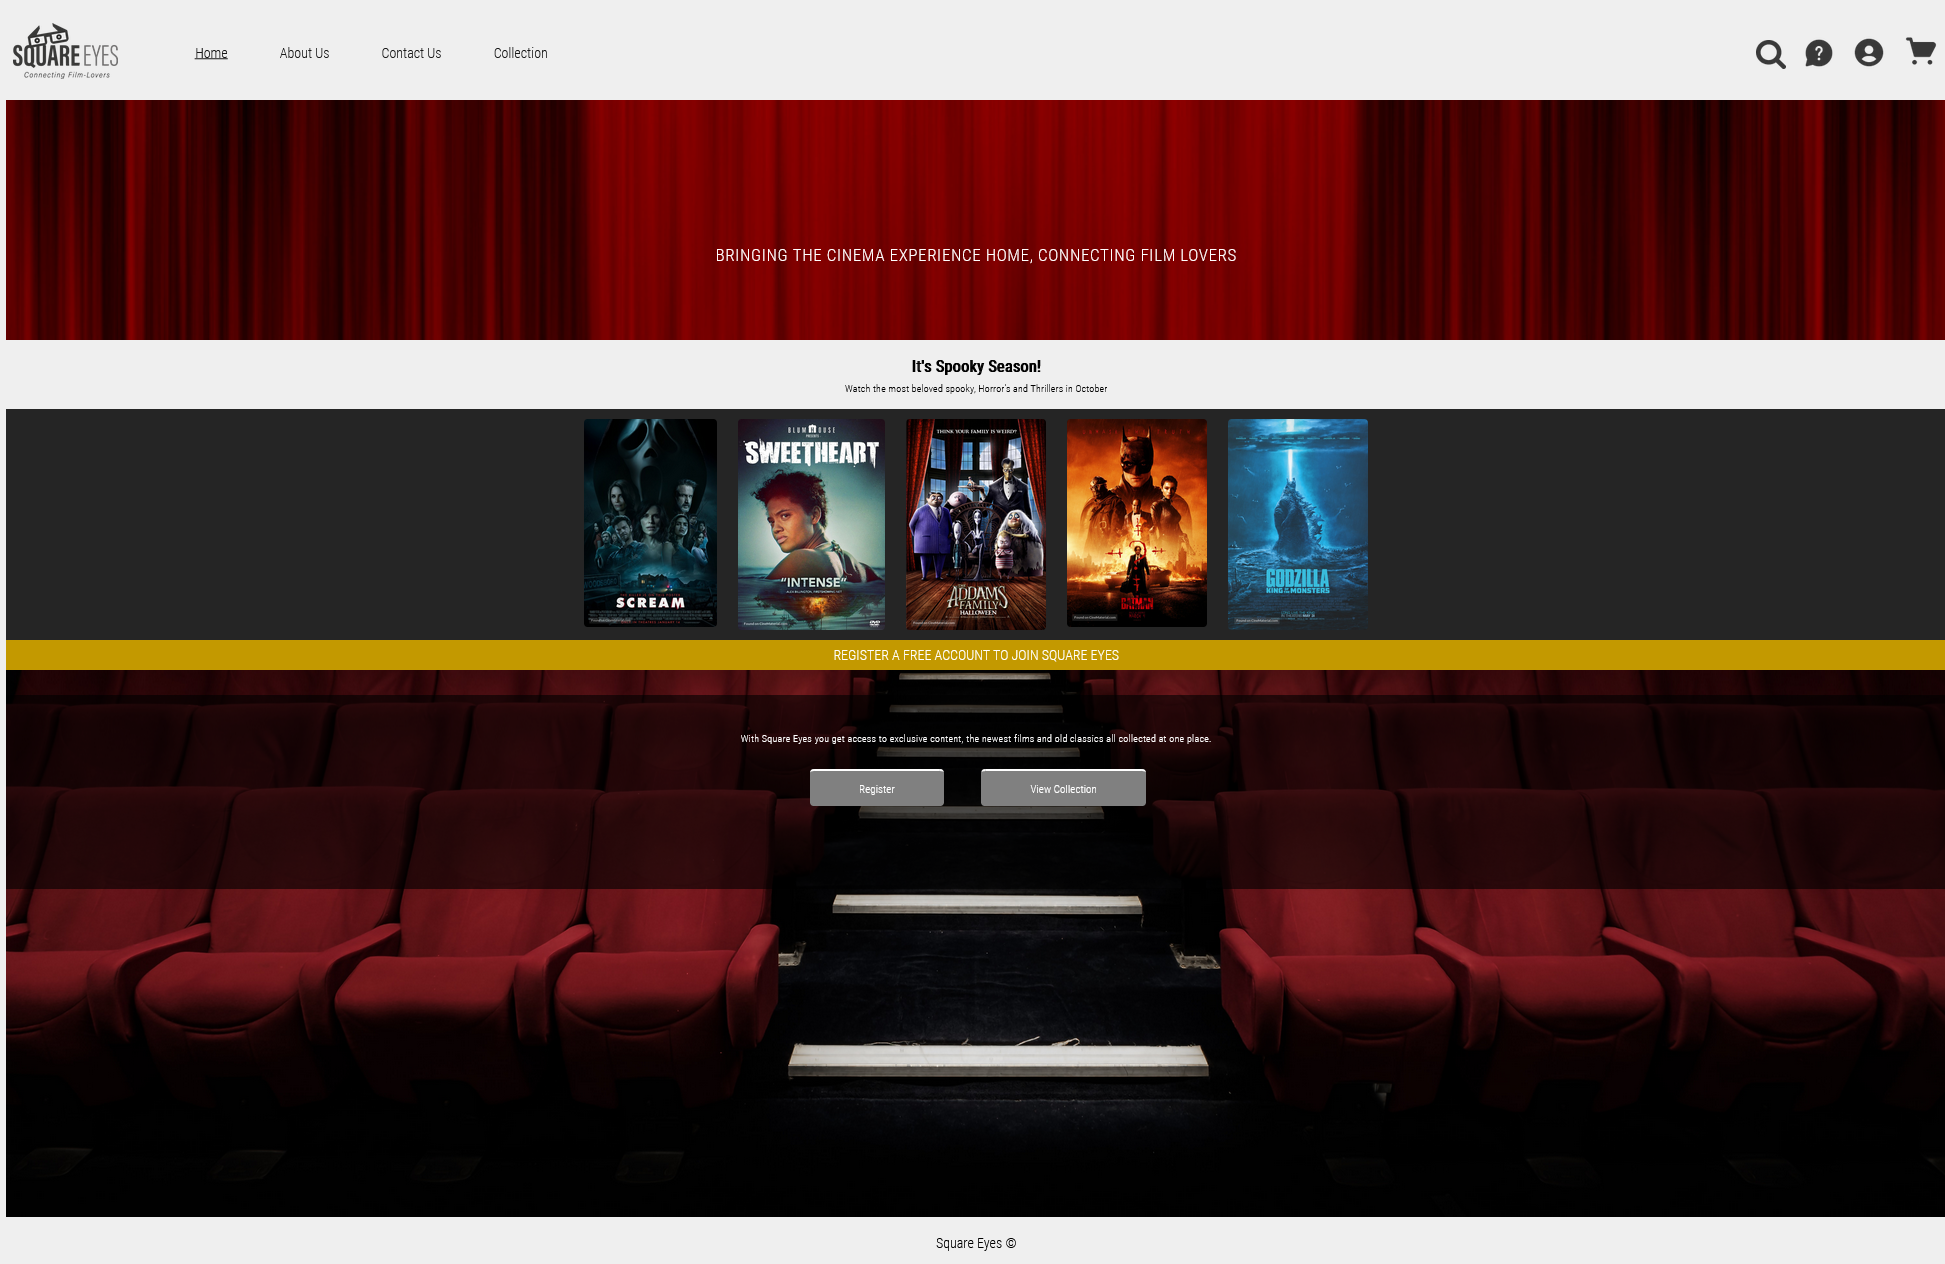 SQUARE EYES
Connecting Film-Lovers
Home About Us Contact Us Collection
BRINGING THE CINEMA EXPERIENCE HOME, CONNECTING FILM LOVERS
It's Spooky Season!
Watch the most beloved spooky, Horror's and Thrillers in October
SCREAM
BLUMHOUSE
PRESENTS
SWEETHEART
"INTENSE"
DVD
THINK YOUR FAMILY IS WEIRD?
THE
ADDAMS
FAMILY
HALLOWEEN
BATMAN
GODZILLA
KING OF THE MONSTERS
REGISTER A FREE ACCOUNT TO JOIN SQUARE EYES
With Square Eyes you get access to exclusive content, the newest films and old classics all collected at one place.
Register View Collection
Square Eyes ©